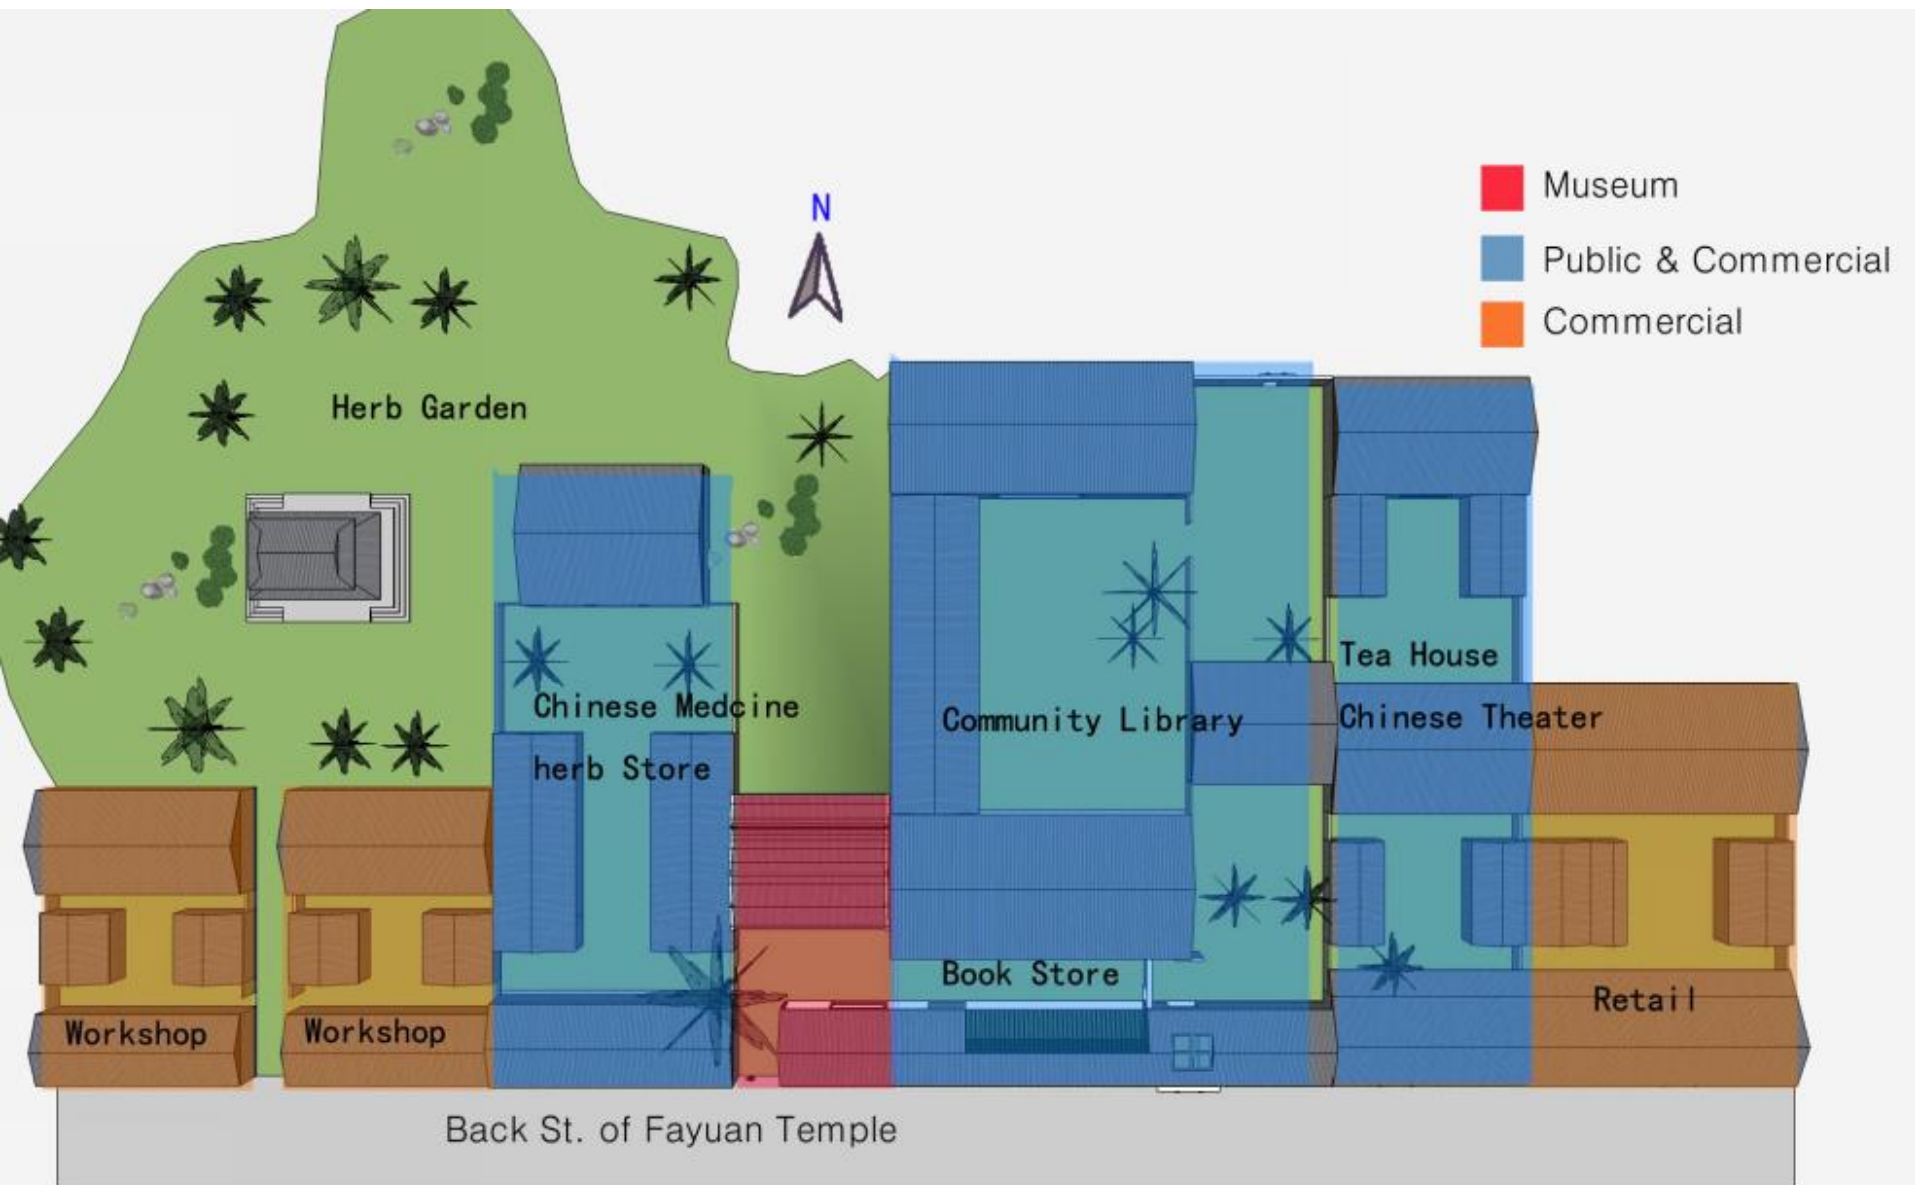 N
Museum
Public & Commercial
Commercial
Herb Garden
Tea House
Chinese Medcine
herb Store
Community Library
Chinese Theater
Book Store
Retail
Workshop
Workshop
Back St. of Fayuan Temple